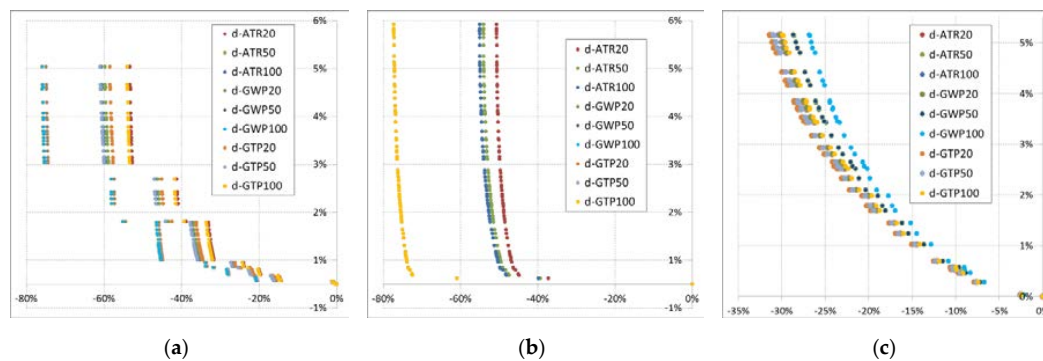 6%
5%
4%
3%
2%
1%
-1%
-80%
-60%
-40%
-20%
0%
d-ATR20
d-ATR50
d-ATR100
d-GWP20
d-GWP50
d-GWP100
d-GTP20
d-GTP50
d-GTP100
(a)
6%
5%
4%
3%
2%
1%
-1%
-80%
-60%
-40%
-20%
0%
d-ATR20
d-ATR50
d-ATR100
d-GWP20
d-GWP50
d-GWP100
d-GTP20
d-GTP50
d-GTP100
(b)
5%
4%
3%
2%
1%
0%
-35%
-30%
-25%
-20%
-15%
-10%
-5%
0%
d-ATR20
d-ATR50
d-ATR100
d-GWP20
d-GWP50
d-GWP100
d-GTP20
d-GTP50
d-GTP100
(c)